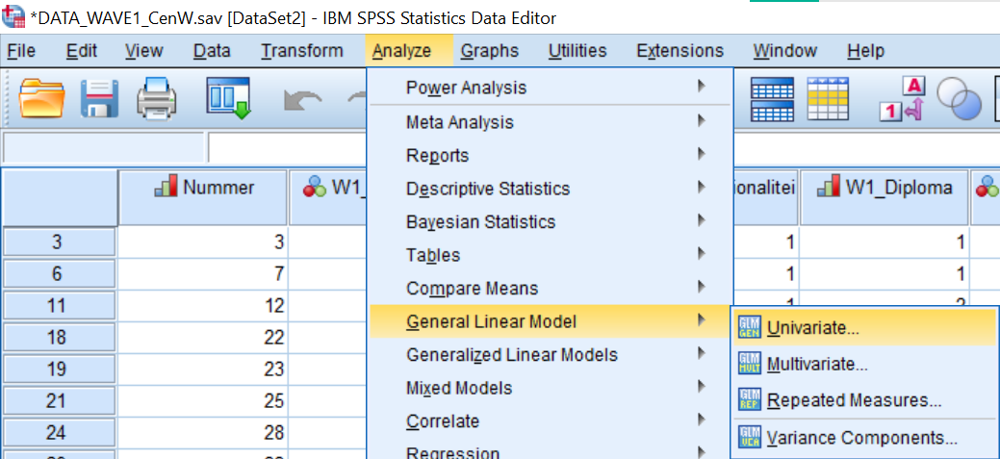 *DATA_WAVE1_CenW.sav [DataSet2] - IBM SPSS Statistics Data Editor
File Edit View Data Transform Analyze Graphs Utilities Extensions Window Help
Power Analysis
Meta Analysis
Reports
Descriptive Statistics
Bayesian Statistics
Tables
Compare Means
General Linear Model
Generalized Linear Models
Mixed Models
Correlate
Regression
Univariate...
Multivariate...
Repeated Measures...
Variance Components...
A
1
Nummer W1_ ionaliteit W1_Diploma
3 3 1 1
6 7 1 1
11 12 1 2
18 22
19 23
21 25
24 28
GLM GEN
GLM MULT
GLM REP
GLM VCA